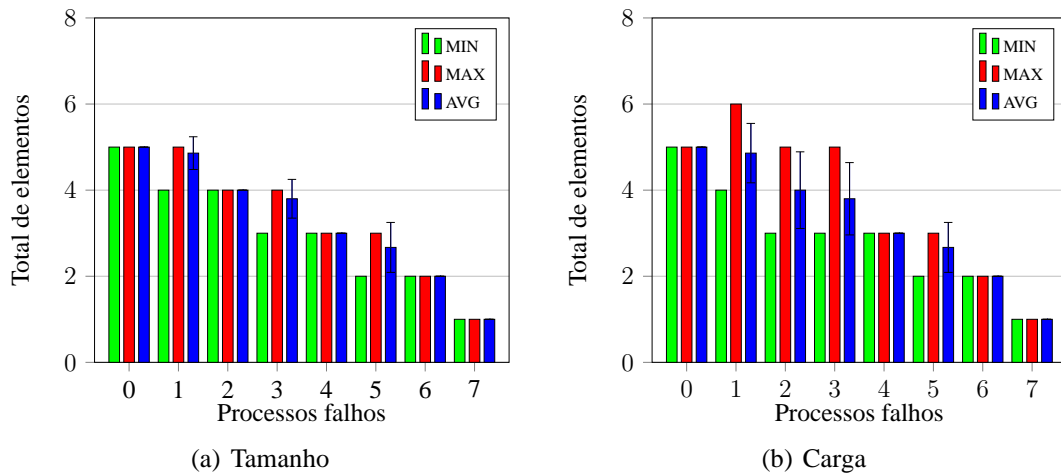 8
6
4
2
0
Total de elementos
MIN
MAX
AVG
0 1 2 3 4 5 6 7
Processos falhos
(a) Tamanho
8
6
4
2
0
Total de elementos
MIN
MAX
AVG
0 1 2 3 4 5 6 7
Processos falhos
(b) Carga